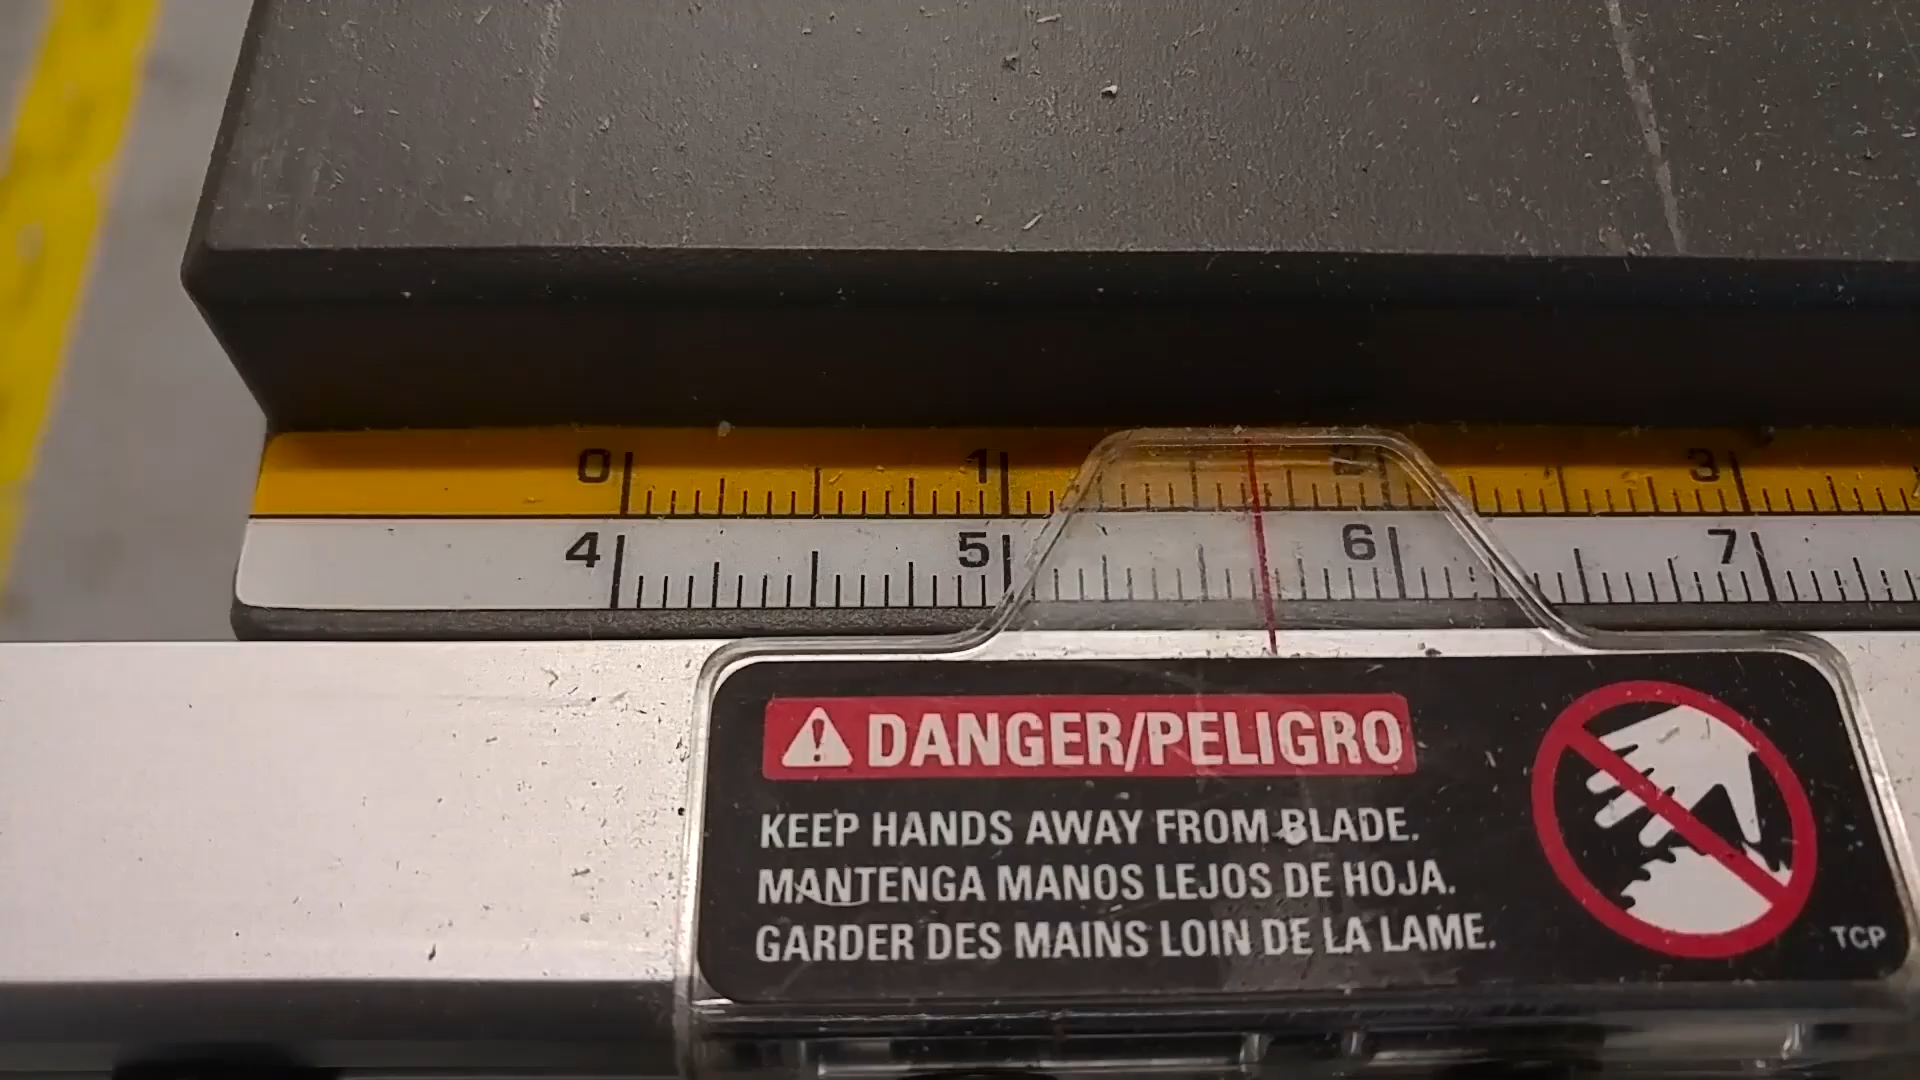 0 1 2 3
4 5 6 7
DANGER/PELIGRO
KEEP HANDS AWAY FROM BLADE.
MANTENGA MANOS LEJOS DE HOJA.
GARDER DES MAINS LOIN DE LA LAME.
TCP